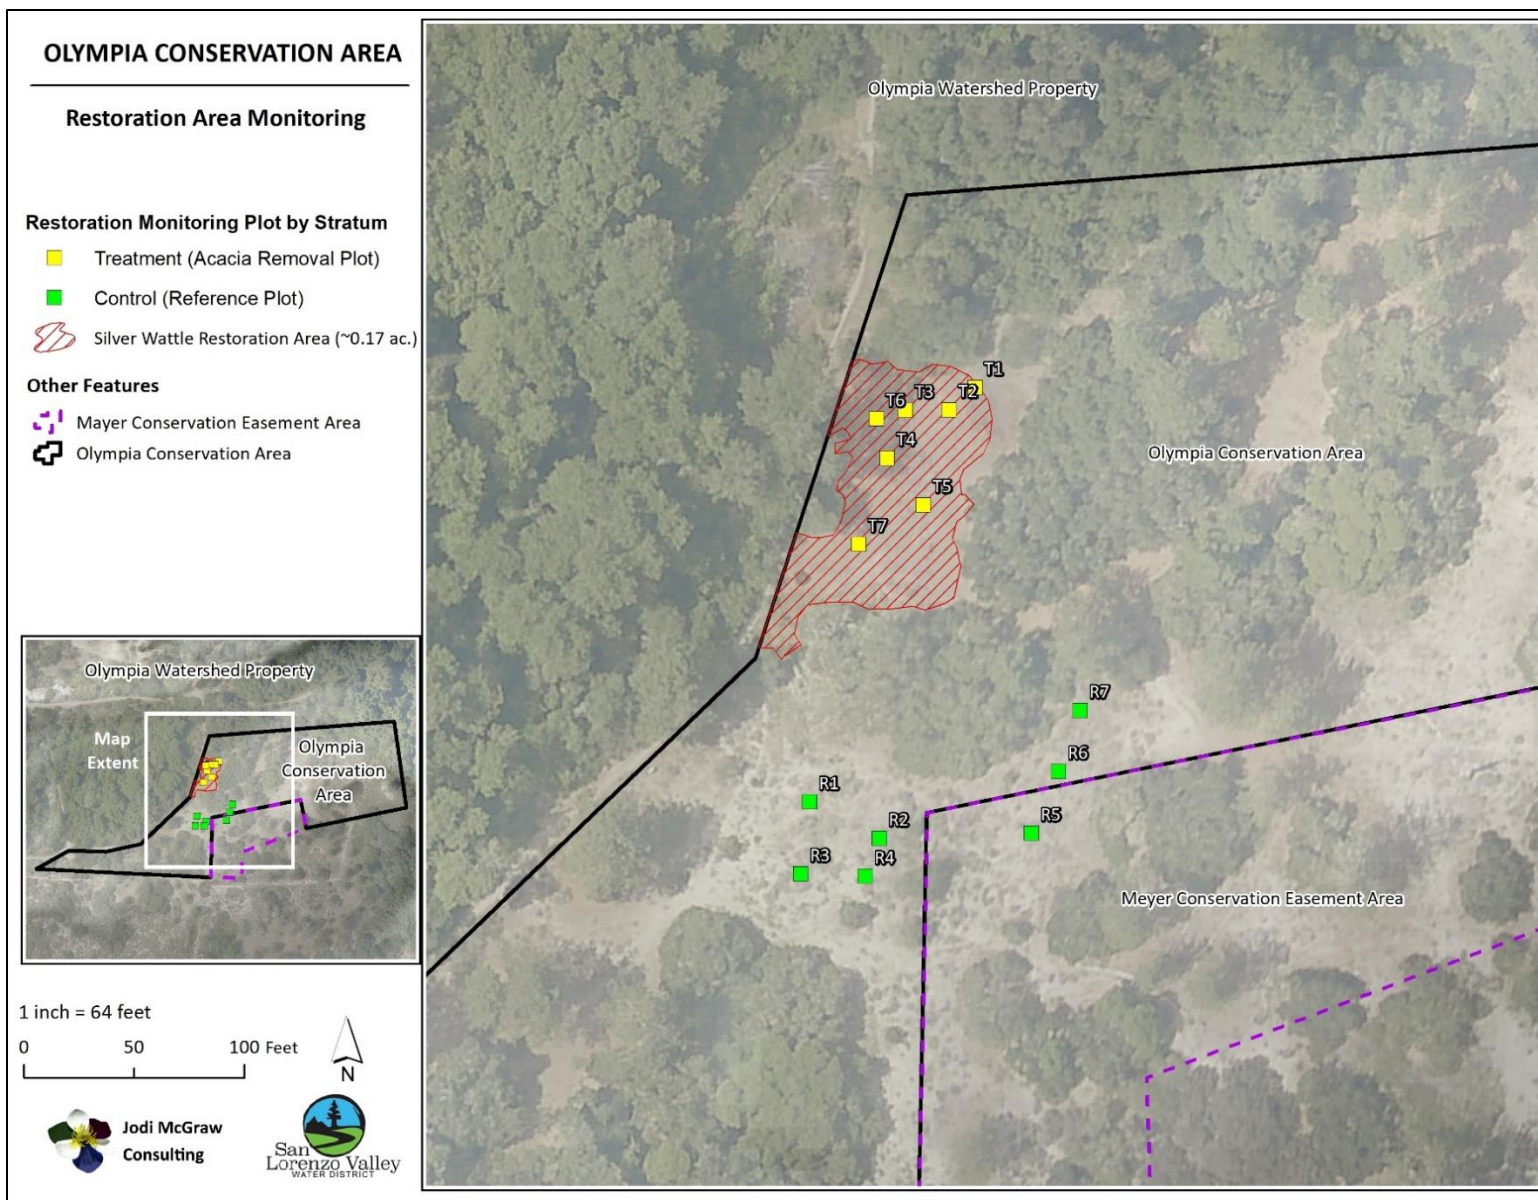 OLYMPIA CONSERVATION AREA
Restoration Area Monitoring
Restoration Monitoring Plot by Stratum
Treatment (Acacia Removal Plot)
Control (Reference Plot)
Silver Wattle Restoration Area (~0.17 ac.)
Other Features
Mayer Conservation Easement Area
Olympia Conservation Area
Olympia Watershed Property
Map
Extent
Olympia
Conservation
Area
1 inch = 64 feet
0 50 100 Feet
N
Jodi McGraw
Consulting
San
Lorenzo Valley
WATER DISTRICT
Olympia Watershed Property
T1
T2
T3
T6
T4
Olympia Conservation Area
T5
T7
R7
R6
R1
R5
R2
R3
R4
Meyer Conservation Easement Area